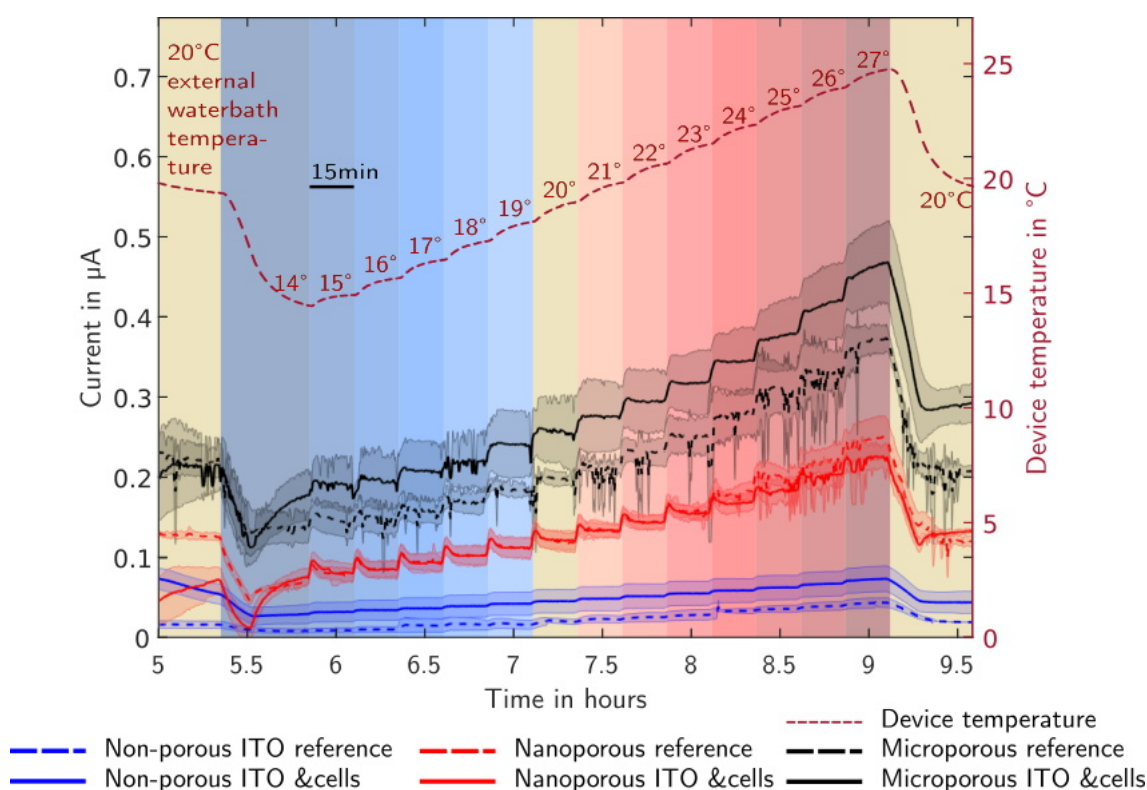 0.7
0.6
0.5
0.4
0.3
0.2
0.1
0
Current in µA
20°C
external
waterbath
tempera-
ture
15min
14°
15°
16°
17°
18°
19°
20°
21°
22°
23°
24°
25°
26°
27°
20°C
25
20
15
10
5
0
Device temperature in °C
5
5.5
6
6.5
7
7.5
8
8.5
9
9.5
Time in hours
Device temperature
Non-porous ITO reference
Nanoporous reference
Microporous reference
Non-porous ITO &cells
Nanoporous ITO &cells
Microporous ITO &cells